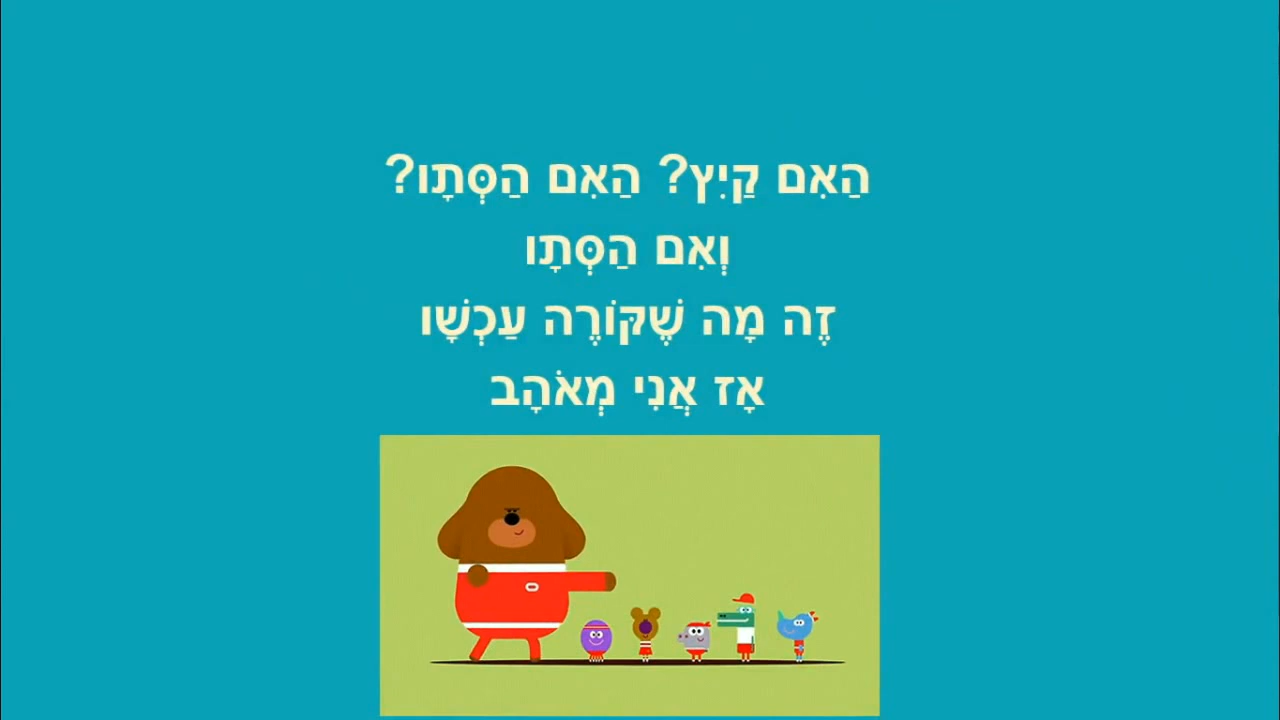 הַאִם קַיִץ? הַאִם הַסְּתָו?
וְאִם הַסְּתָו
זֶה מָה שֶׁקּוֹרֶה עַכְשָׁו
אָז אֲנִי מְאֹהָב